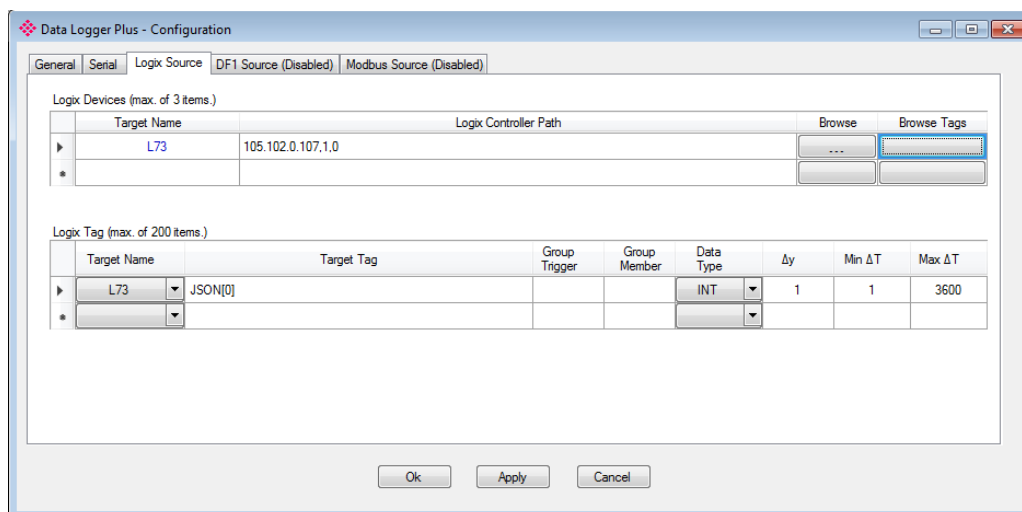 Data Logger Plus - Configuration
General Serial Logix Source DF1 Source (Disabled) Modbus Source (Disabled)
Logix Devices (max. of 3 items.)
Target Name Logix Controller Path Browse Browse Tags
L73 105.102.0.107,1,0 ...
*
Logix Tag (max. of 200 items.)
Target Name Target Tag Group Trigger Group Member Data Type Δy Min ΔT Max ΔT
L73 JSON[0] INT 1 1 3600
*
Ok Apply Cancel